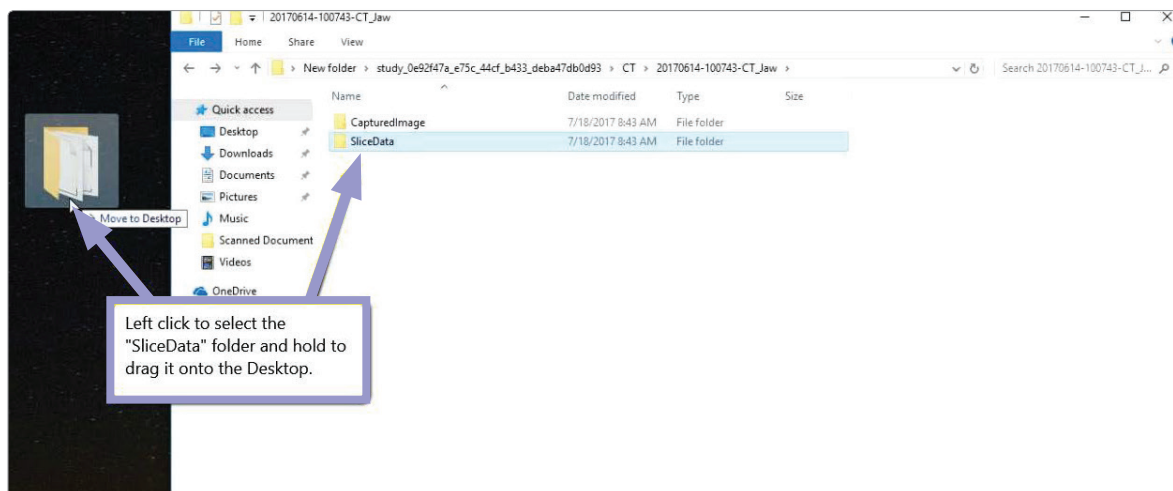 20170614-100743-CT_Jaw
File Home Share View
New folder > study_0e92f47a_e75c_44cf_b433_deba47db0d93 > CT > 20170614-100743-CT_Jaw >
Search 20170614-100743-CT_J...
Name Date modified Type Size
Quick access
CapturedImage 7/18/2017 8:43 AM File folder
Desktop
SliceData 7/18/2017 8:43 AM File folder
Downloads
Documents
Pictures
Move to Desktop
Music
Scanned Document
Videos
OneDrive
Left click to select the
"SliceData" folder and hold to
drag it onto the Desktop.